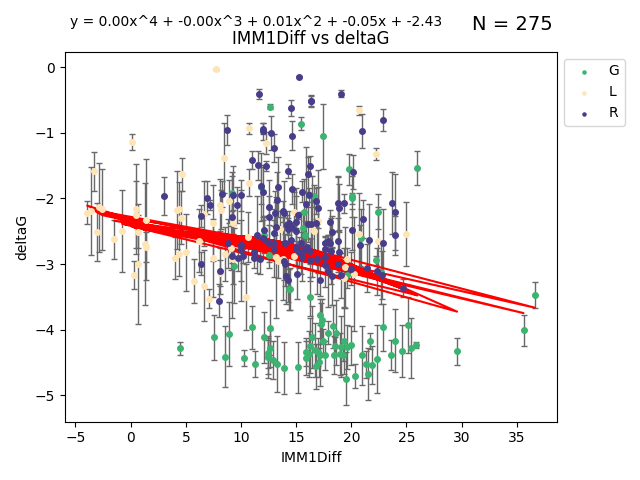 y = 0.00x^4 + -0.00x^3 + 0.01x^2 + -0.05x + -2.43
N = 275
IMM1Diff vs deltaG
G
L
R
deltaG
0
−1
−2
−3
−4
−5
−5 0 5 10 15 20 25 30 35
IMM1Diff